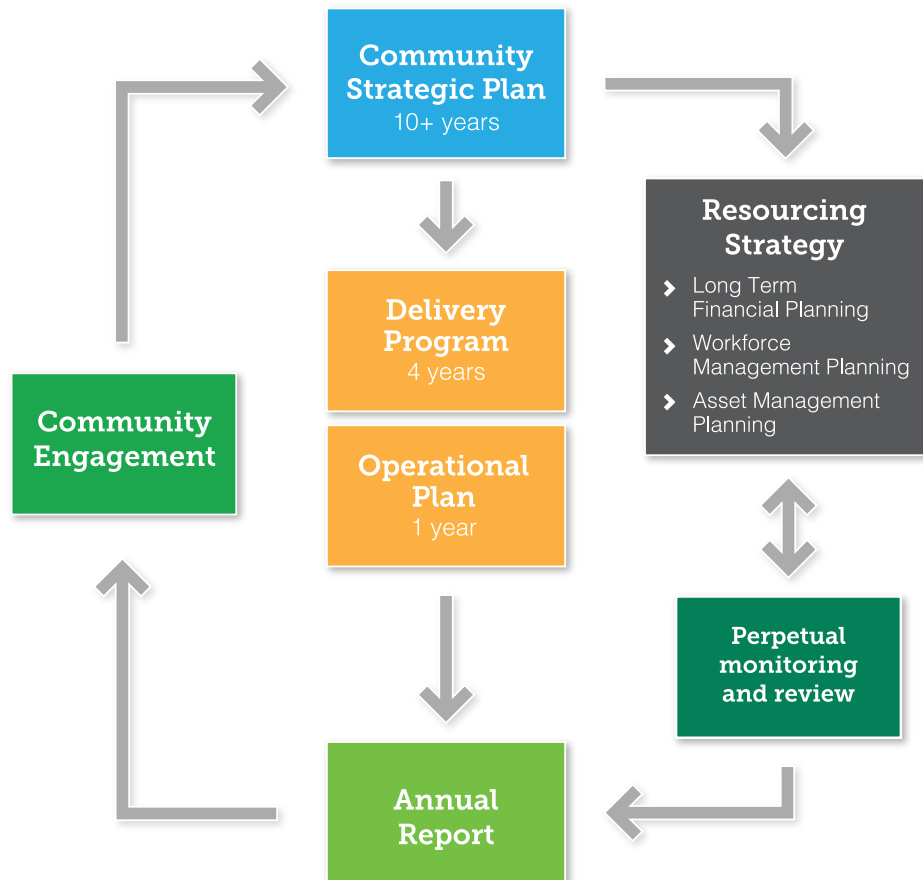 Community
Strategic Plan
10+ years
Resourcing
Strategy
Long Term
Financial Planning
Workforce
Management Planning
Asset Management
Planning
Delivery
Program
4 years
Community
Engagement
Operational
Plan
1 year
Perpetual
monitoring
and review
Annual
Report